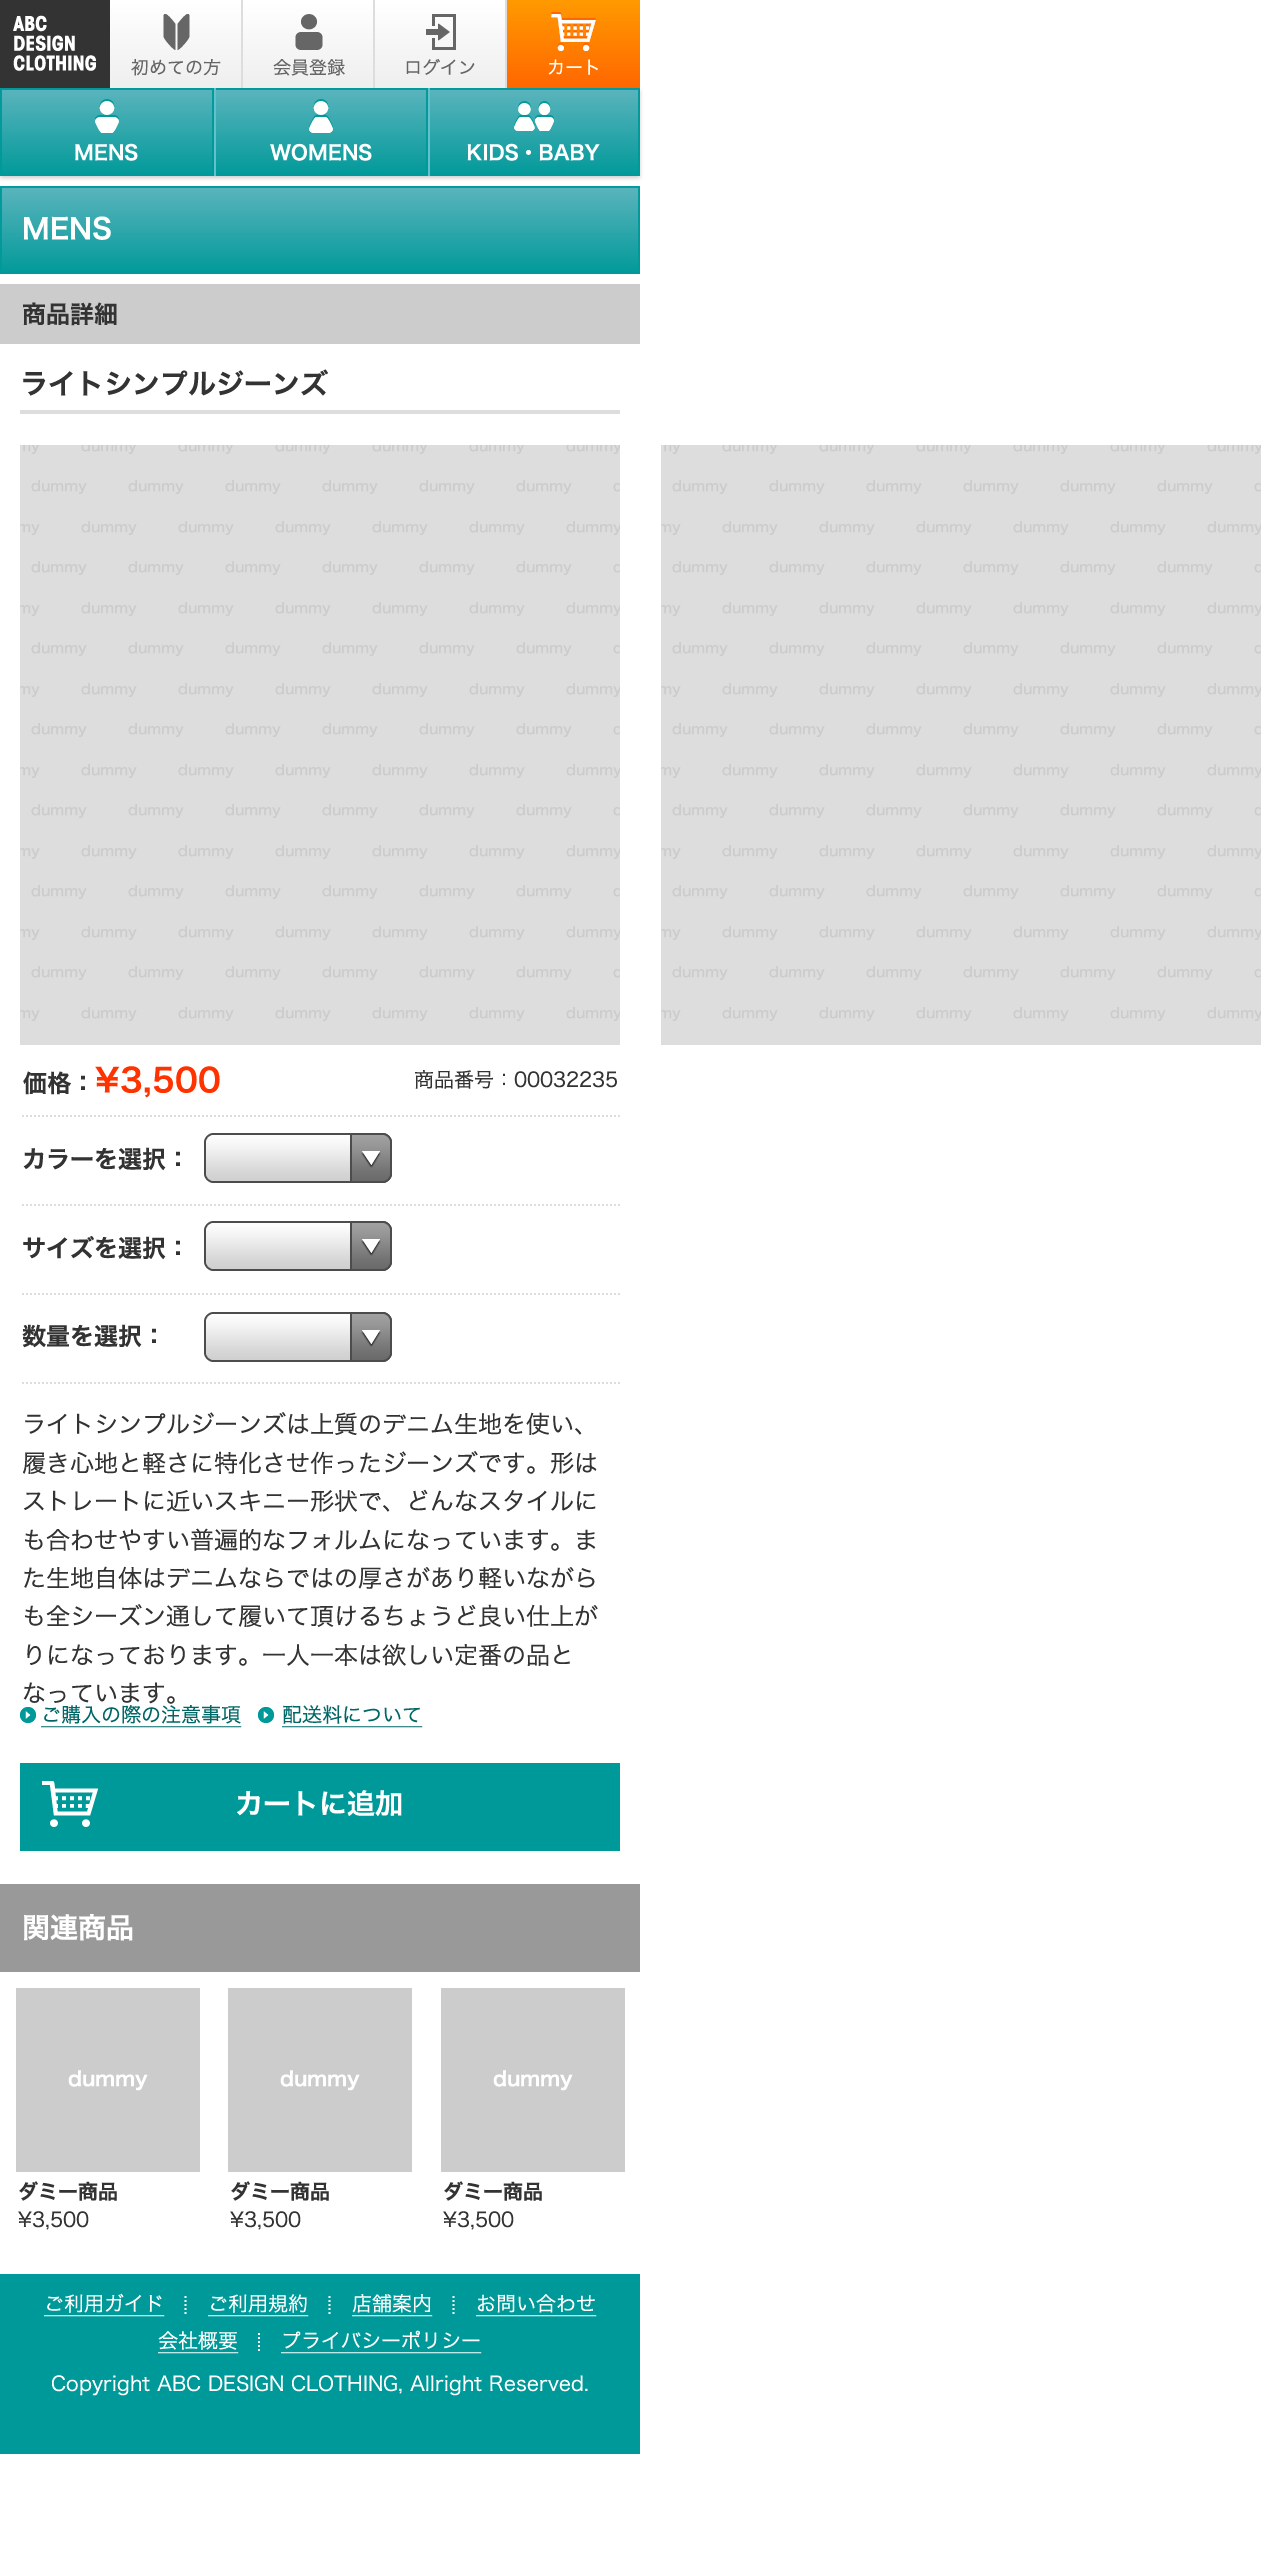 ABC
DESIGN
CLOTHING
初めての方
会員登録
ログイン
カート
MENS
WOMENS
KIDS・BABY
MENS
商品詳細
ライトシンプルジーンズ
dummy
価格：¥3,500
商品番号：00032235
カラーを選択：
サイズを選択：
数量を選択：
ライトシンプルジーンズは上質のデニム生地を使い、
履き心地と軽さに特化させ作ったジーンズです。形は
ストレートに近いスキニー形状で、どんなスタイルに
も合わせやすい普遍的なフォルムになっています。ま
た生地自体はデニムならではの厚さがあり軽いながら
も全シーズン通して履いて頂けるちょうど良い仕上が
りになっております。一人一本は欲しい定番の品と
なっています。
ご購入の際の注意事項
配送料について
カートに追加
関連商品
dummy
dummy
dummy
ダミー商品
¥3,500
ダミー商品
¥3,500
ダミー商品
¥3,500
ご利用ガイド
ご利用規約
店舗案内
お問い合わせ
会社概要
プライバシーポリシー
Copyright ABC DESIGN CLOTHING, Allright Reserved.